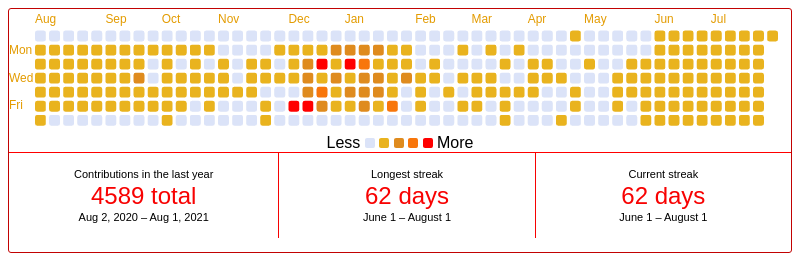 Aug Sep Oct Nov Dec Jan Feb Mar Apr May Jun Jul
Mon
Wed
Fri
Less More
Contributions in the last year
4589 total
Aug 2, 2020 – Aug 1, 2021
Longest streak
62 days
June 1 – August 1
Current streak
62 days
June 1 – August 1